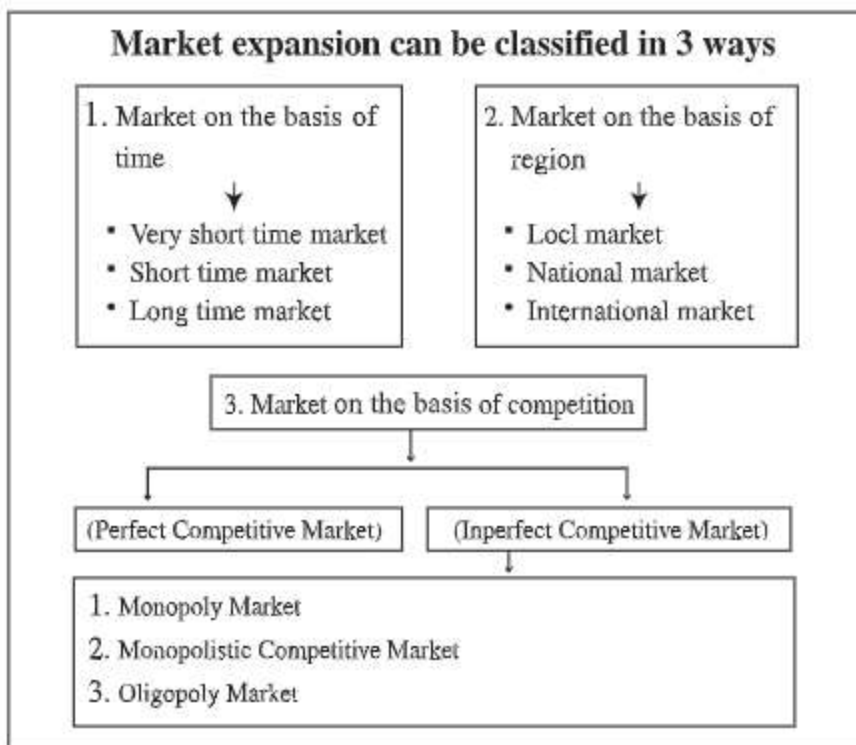 Market expansion can be classified in 3 ways
1. Market on the basis of
time
• Very short time market
• Short time market
• Long time market
2. Market on the basis of
region
• Locl market
• National market
• International market
3. Market on the basis of competition
(Perfect Competitive Market)
(Inperfect Competitive Market)
1. Monopoly Market
2. Monopolistic Competitive Market
3. Oligopoly Market